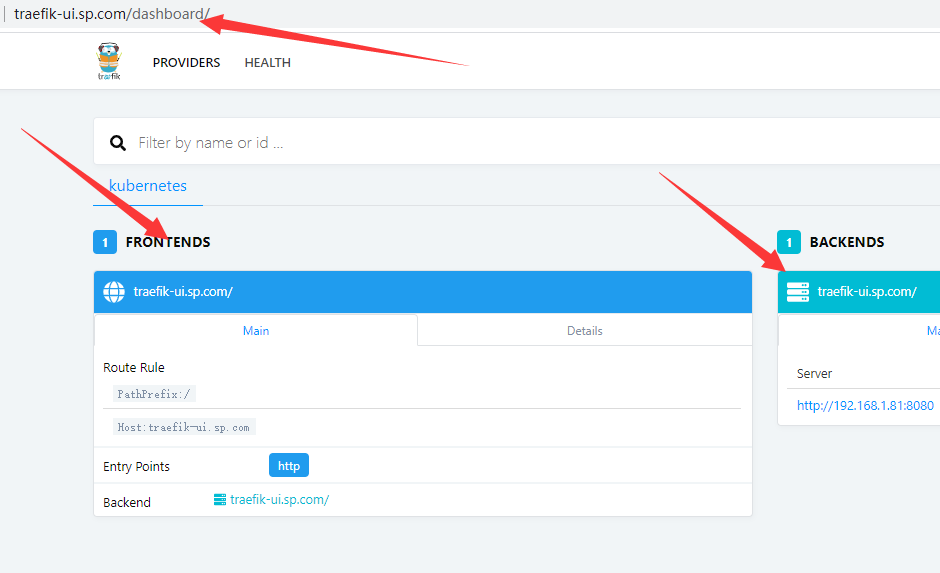 traefik-ui.sp.com/dashboard/
træfik
PROVIDERS HEALTH
Filter by name or id ...
kubernetes
1 FRONTENDS
traefik-ui.sp.com/
Main Details
Route Rule
PathPrefix:/
Host:traefik-ui.sp.com
Entry Points http
Backend traefik-ui.sp.com/
1 BACKENDS
traefik-ui.sp.com/
Ma
Server
http://192.168.1.81:8080